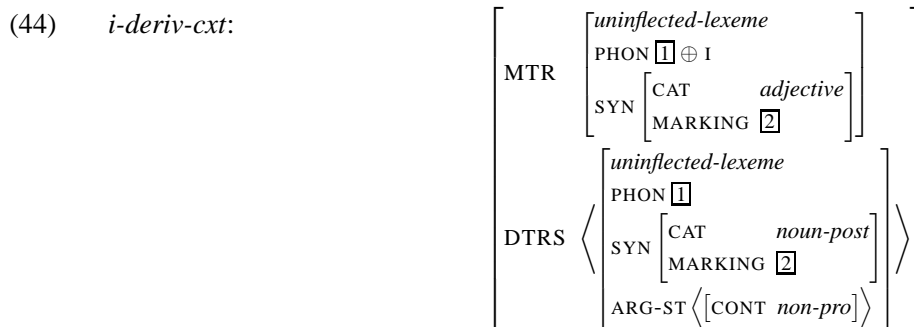 (44) i-deriv-cxt:
uninflected-lexeme
PHON 1 ⊕ I
MTR
SYN CAT adjective
MARKING 2
uninflected-lexeme
PHON 1
DTRS
SYN CAT noun-post
MARKING 2
ARG-ST ⟨[CONT non-pro]⟩